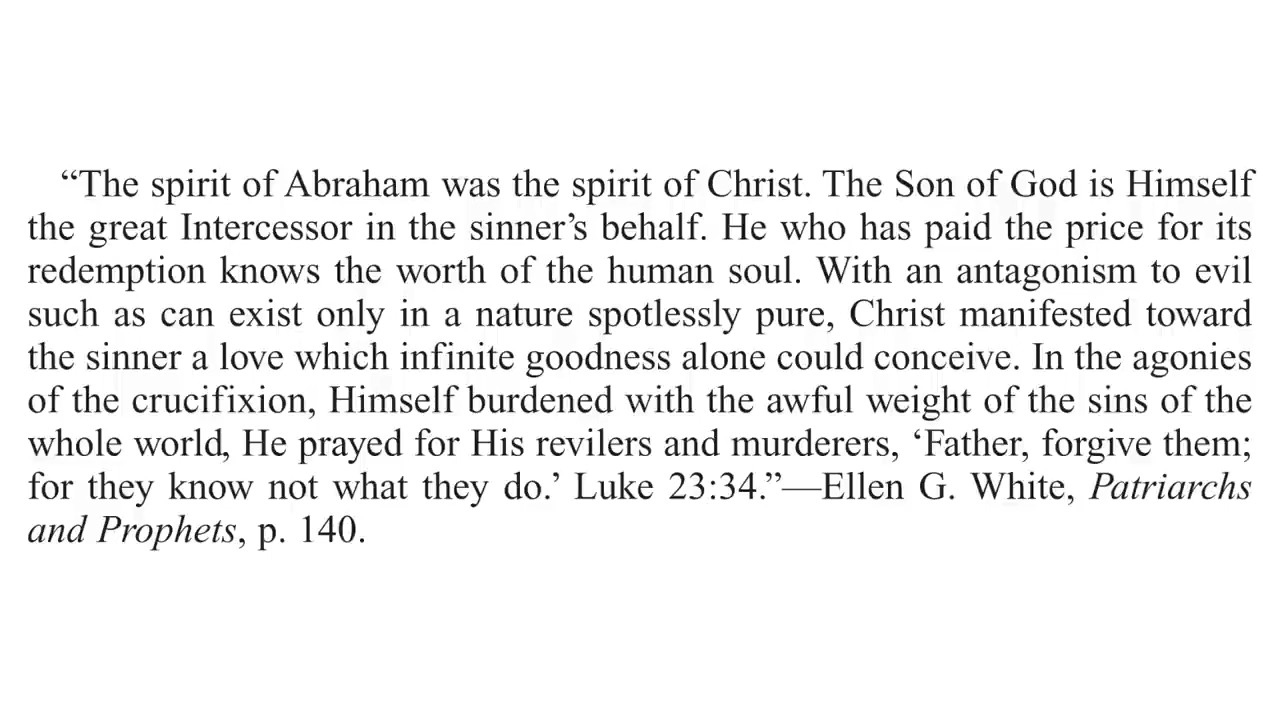 “The spirit of Abraham was the spirit of Christ. The Son of God is Himself
the great Intercessor in the sinner’s behalf. He who has paid the price for its
redemption knows the worth of the human soul. With an antagonism to evil
such as can exist only in a nature spotlessly pure, Christ manifested toward
the sinner a love which infinite goodness alone could conceive. In the agonies
of the crucifixion, Himself burdened with the awful weight of the sins of the
whole world, He prayed for His revilers and murderers, ‘Father, forgive them;
for they know not what they do.’ Luke 23:34.”—Ellen G. White, Patriarchs
and Prophets, p. 140.